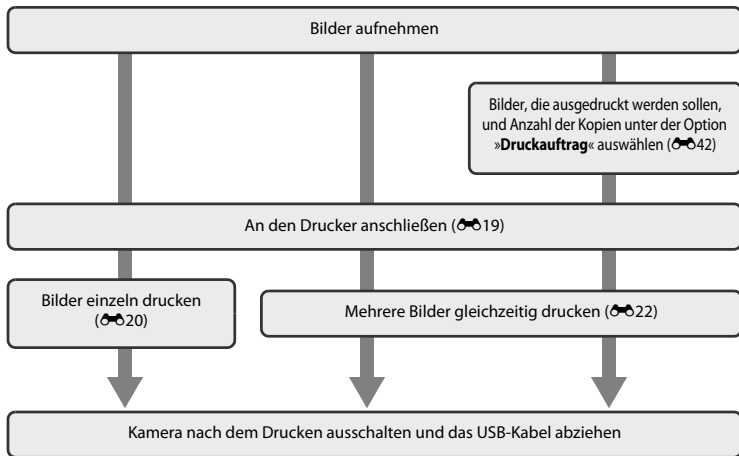 Bilder aufnehmen
Bilder, die ausgedruckt werden sollen,
und Anzahl der Kopien unter der Option
»Druckauftrag« auswählen (42)
An den Drucker anschließen (19)
Bilder einzeln drucken
(20)
Mehrere Bilder gleichzeitig drucken (22)
Kamera nach dem Drucken ausschalten und das USB-Kabel abziehen